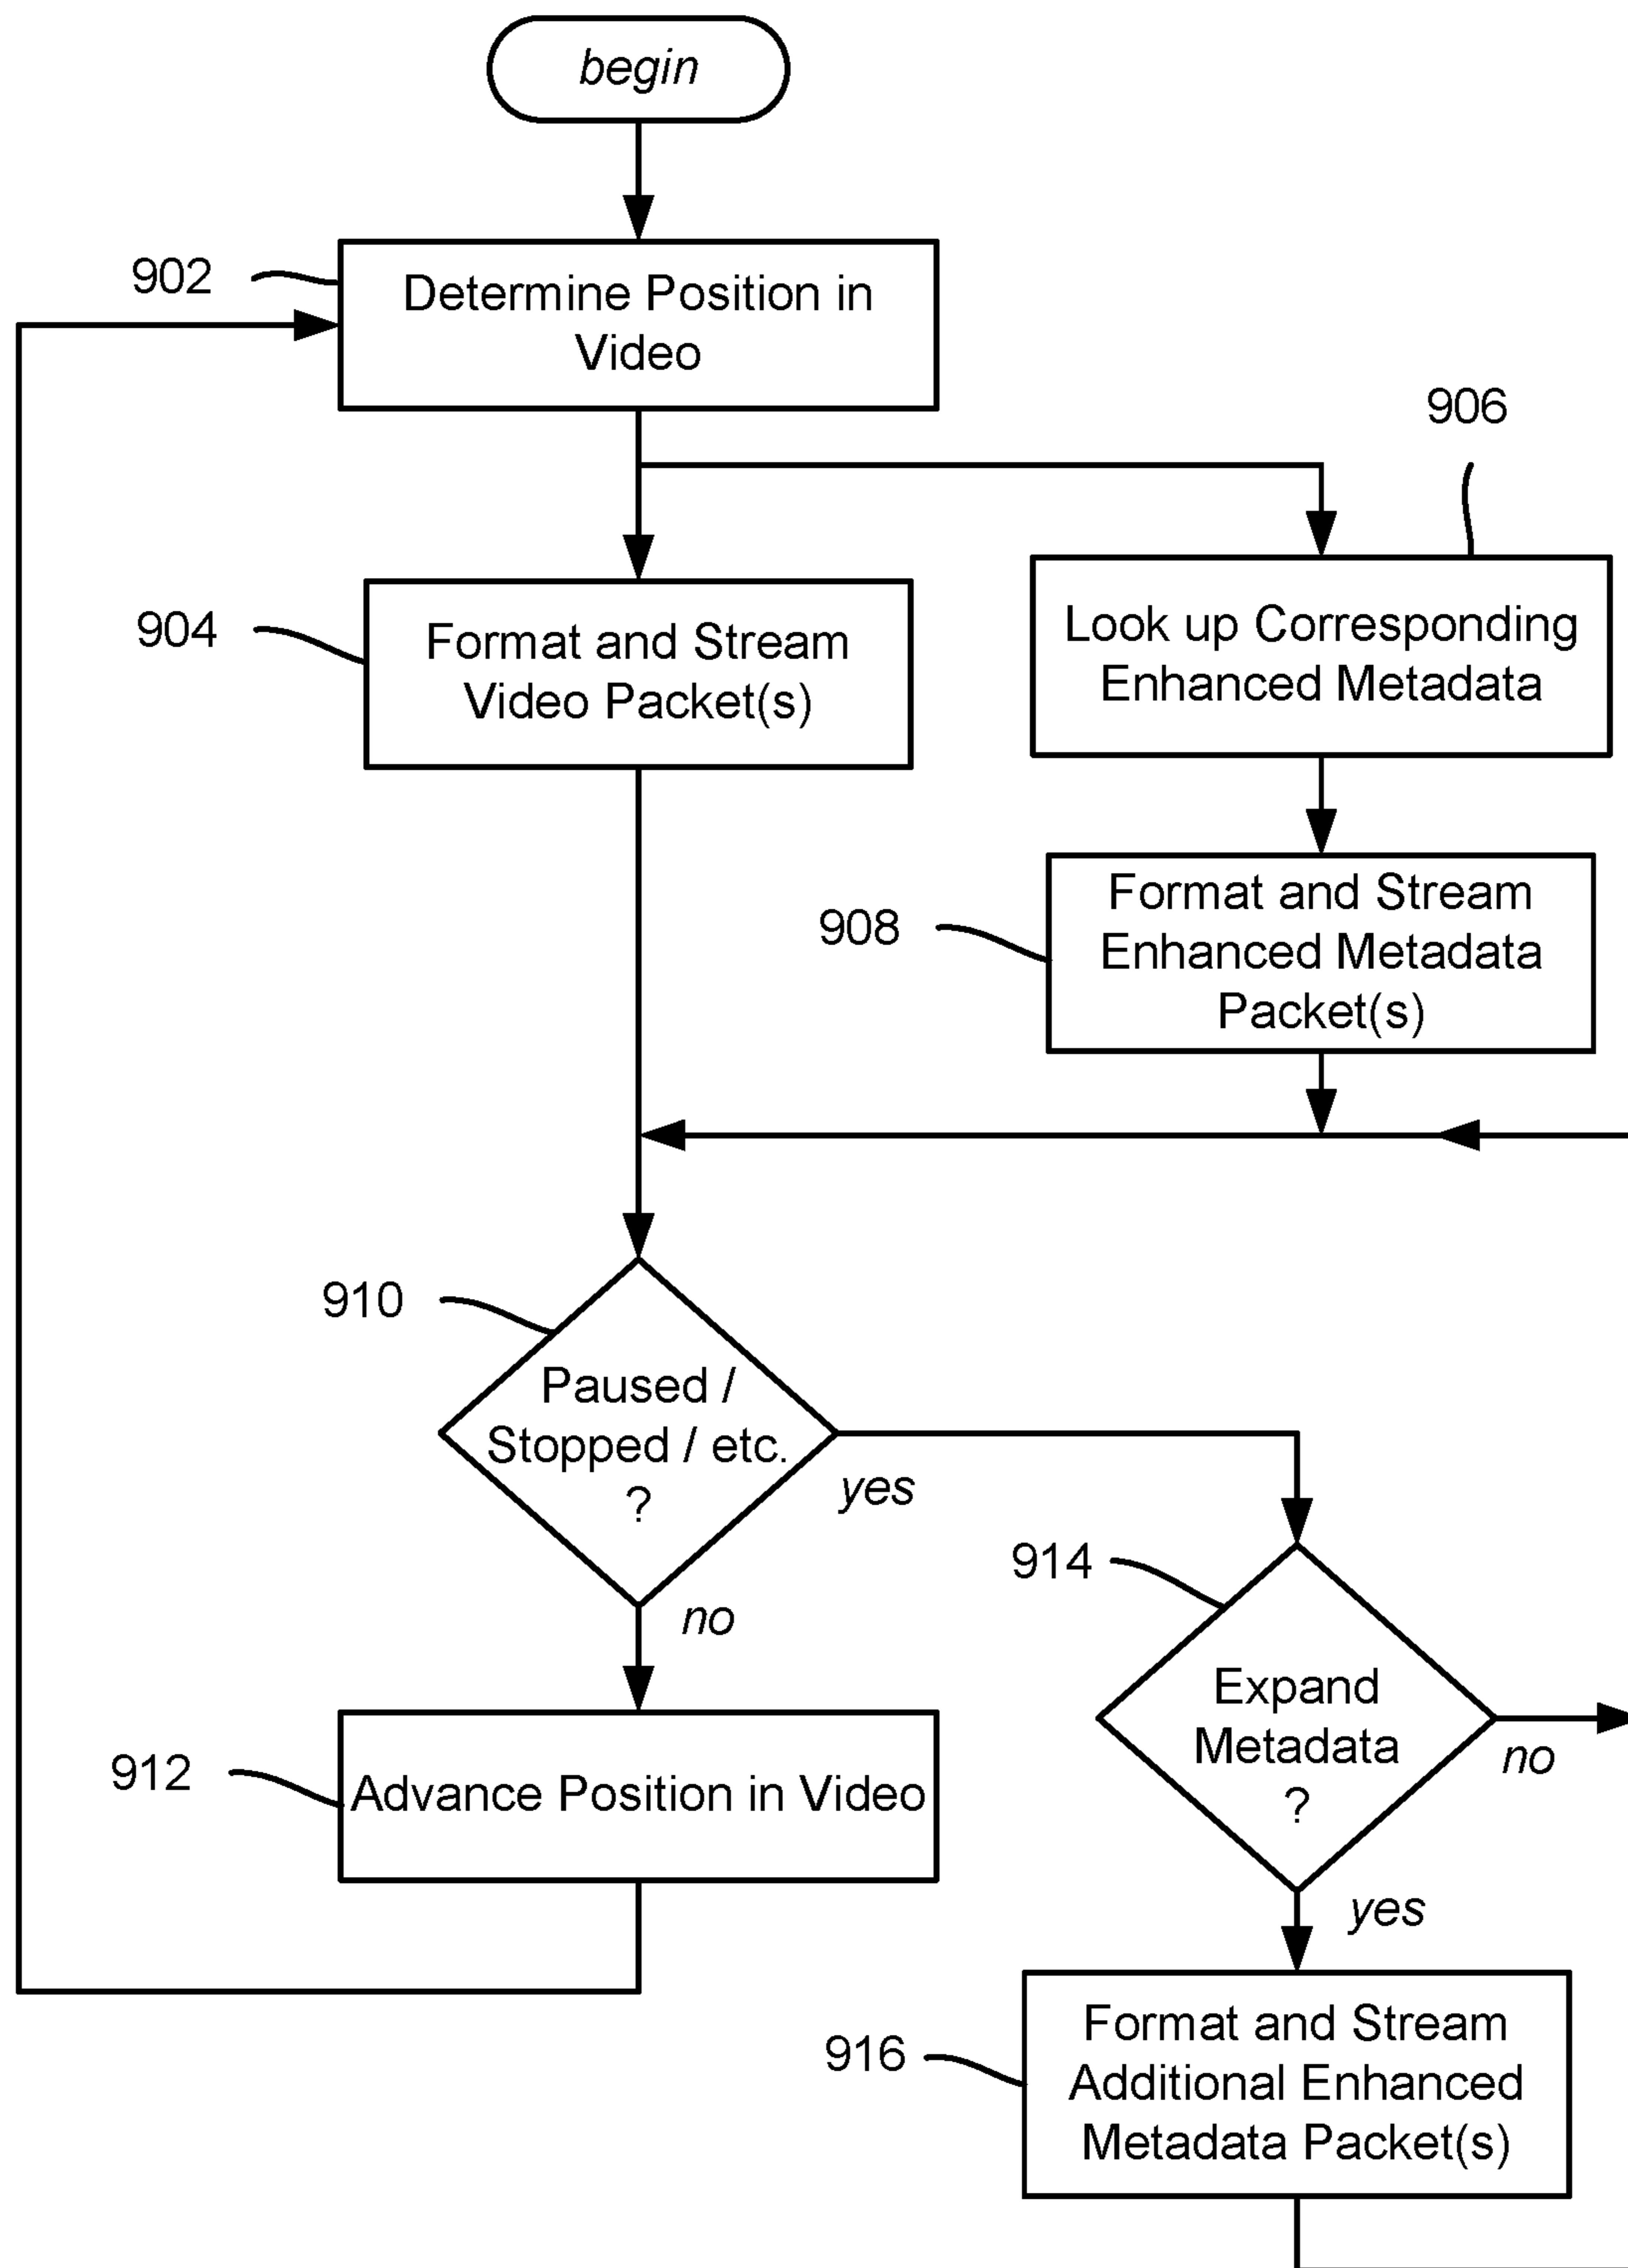 begin
902
Determine Position in
Video
906
904
Format and Stream
Video Packet(s)
Look up Corresponding
Enhanced Metadata
908
Format and Stream
Enhanced Metadata
Packet(s)
910
Paused /
Stopped / etc.
?
yes
no
914
Expand
Metadata
?
no
yes
912
Advance Position in Video
916
Format and Stream
Additional Enhanced
Metadata Packet(s)